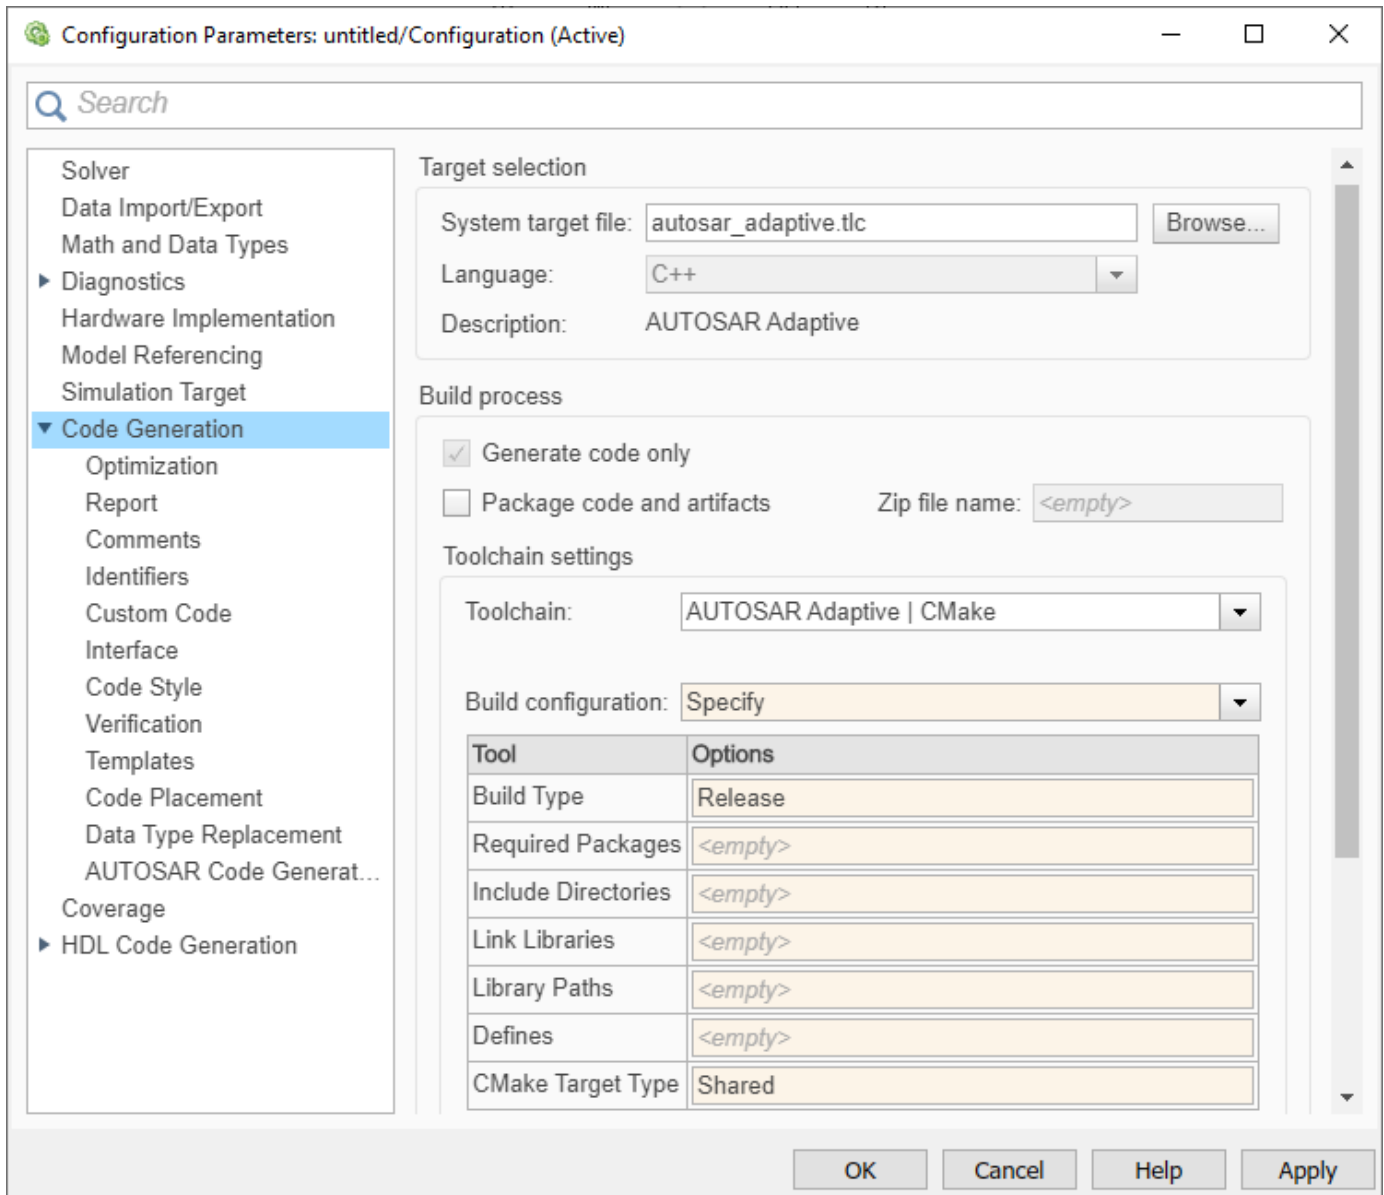 Configuration Parameters: untitled/Configuration (Active)
Search
Solver
Data Import/Export
Math and Data Types
Diagnostics
Hardware Implementation
Model Referencing
Simulation Target
Code Generation
Optimization
Report
Comments
Identifiers
Custom Code
Interface
Code Style
Verification
Templates
Code Placement
Data Type Replacement
AUTOSAR Code Generat...
Coverage
HDL Code Generation
Target selection
System target file: autosar_adaptive.tlc Browse...
Language: C++
Description: AUTOSAR Adaptive
Build process
Generate code only
Package code and artifacts Zip file name: <empty>
Toolchain settings
Toolchain: AUTOSAR Adaptive | CMake
Build configuration: Specify
Tool Options
Build Type Release
Required Packages <empty>
Include Directories <empty>
Link Libraries <empty>
Library Paths <empty>
Defines <empty>
CMake Target Type Shared
OK Cancel Help Apply